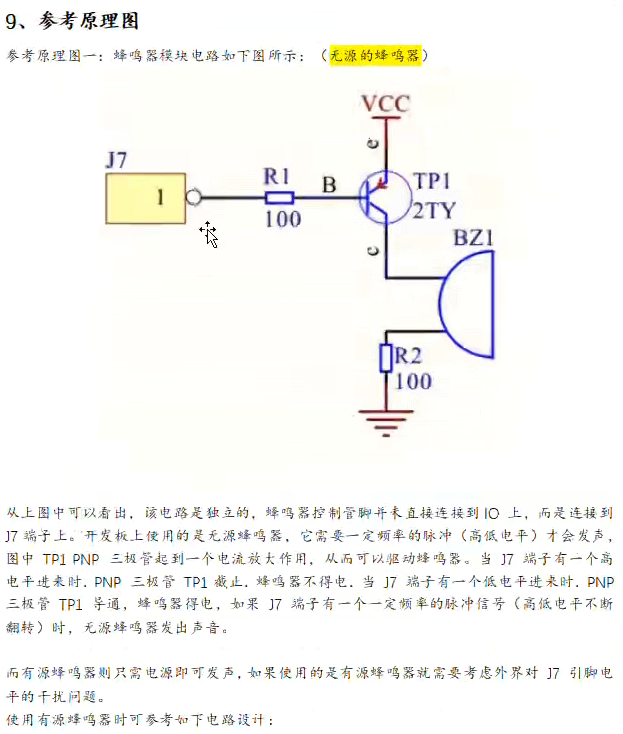 9、参考原理图
参考原理图一：蜂鸣器模块电路如下图所示：（无源的蜂鸣器）
VCC
e
J7
1
R1
100
B
TP1
2TY
c
BZ1
R2
100
从上图中可以看出，该电路是独立的，蜂鸣器控制管脚并未直接连接到IO 上，而是连接到
J7 端子上。开发板上使用的是无源蜂鸣器，它需要一定频率的脉冲（高低电平）才会发声，
图中 TP1 PNP 三极管起到一个电流放大作用，从而可以驱动蜂鸣器。当 J7 端子有一个高
电平进来时，PNP 三极管 TP1 截止，蜂鸣器不得电，当 J7 端子有一个低电平进来时，PNP
三极管 TP1 导通，蜂鸣器得电，如果 J7 端子有一个一定频率的脉冲信号（高低电平不断
翻转）时，无源蜂鸣器发出声音。
而有源蜂鸣器则只需电源即可发声，如果使用的是有源蜂鸣器就需要考虑外界对 J7 引脚电
平的干扰问题。
使用有源蜂鸣器时可参考如下电路设计：